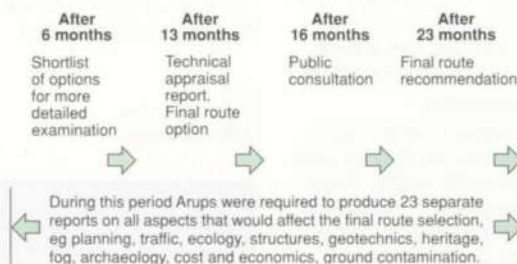 After
6 months
Shortlist
of options
for more
detailed
examination
After
13 months
Technical
appraisal
report.
Final route
option
After
16 months
Public
consultation
After
23 months
Final route
recommendation
During this period Arups were required to produce 23 separate
reports on all aspects that would affect the final route selection,
eg planning, traffic, ecology, structures, geotechnics, heritage,
fog, archaeology, cost and economics, ground contamination.